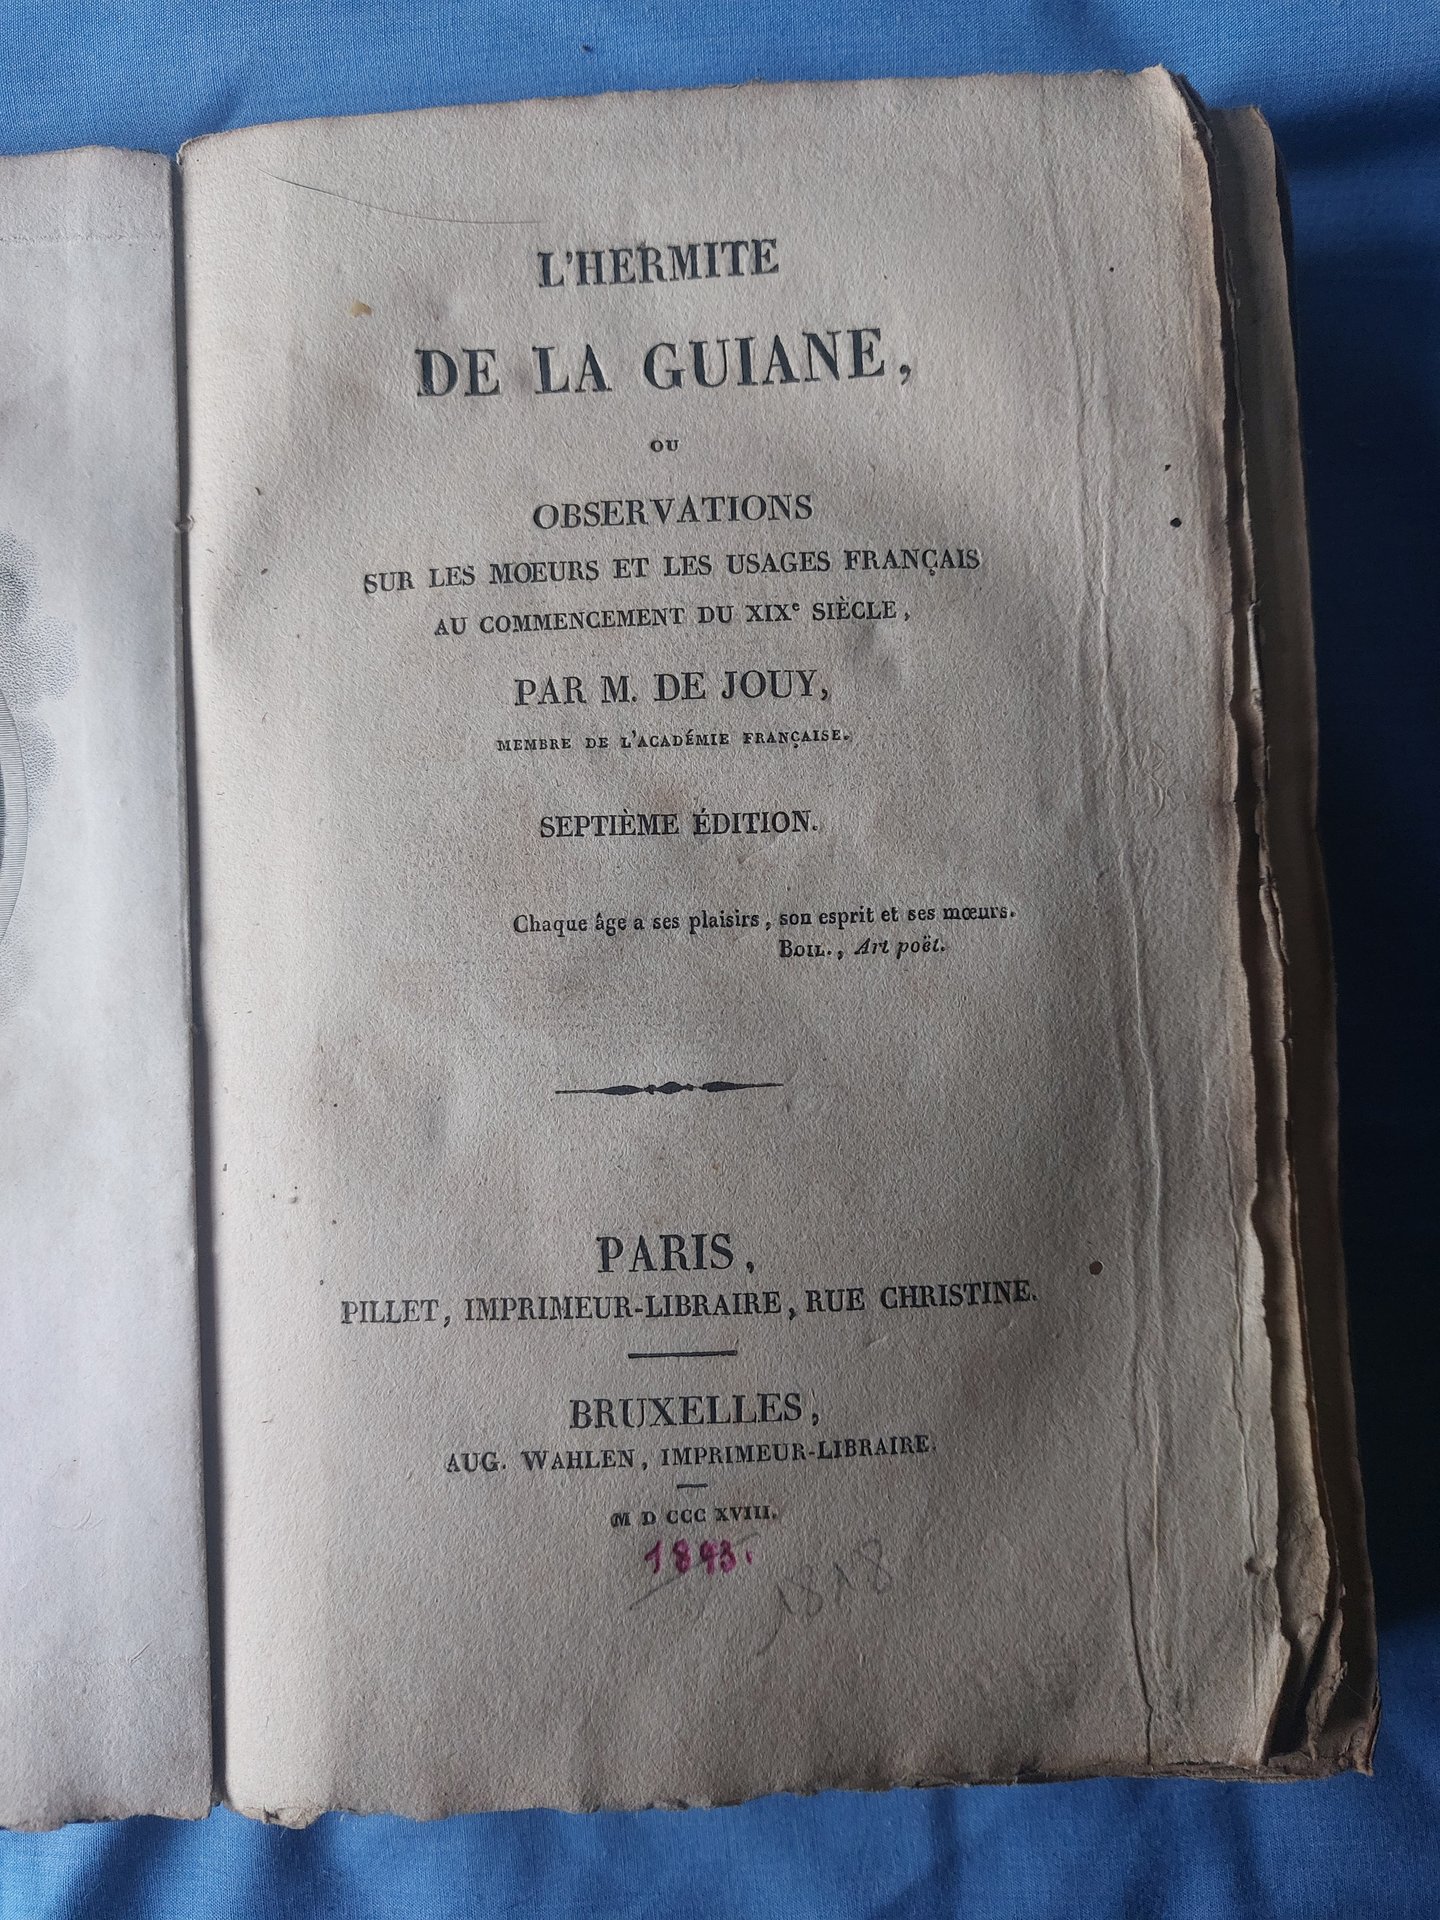 L'HERMITE
DE LA GUIANE,
OU
OBSERVATIONS
SUR LES MŒURS ET LES USAGES FRANÇAIS
AU COMMENCEMENT DU XIXe SIÈCLE,
PAR M. DE JOUY,
MEMBRE DE L'ACADÉMIE FRANÇAISE.
SEPTIÈME ÉDITION.
Chaque âge a ses plaisirs, son esprit et ses mœurs.
BOIL., Art poët.
PARIS,
PILLET, IMPRIMEUR-LIBRAIRE, RUE CHRISTINE.
BRUXELLES,
AUG. WAHLEN, IMPRIMEUR-LIBRAIRE.
M D CCC XVIII.
1893.
1818